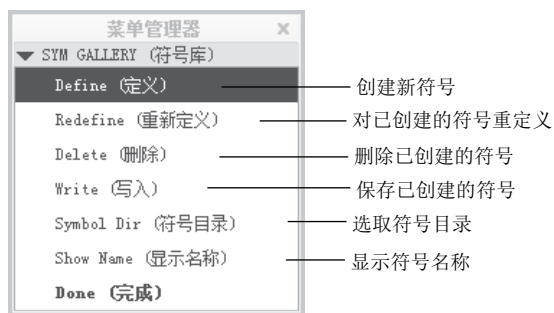 菜单管理器 ×
▼ SYM GALLERY (符号库)
Define (定义) 创建新符号
Redefine (重新定义) 对已创建的符号重定义
Delete (删除) 删除已创建的符号
Write (写入) 保存已创建的符号
Symbol Dir (符号目录) 选取符号目录
Show Name (显示名称) 显示符号名称
Done (完成)